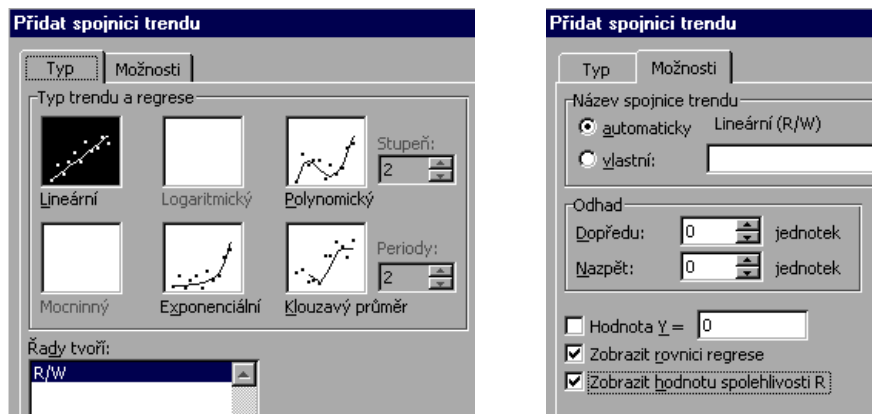 Přidat spojnici trendu
Typ
Možnosti
Typ trendu a regrese
Stupeň:
2
Lineární
Logaritmický
Polynomický
Periody:
2
Mocninný
Exponenciální
Klouzavý průměr
Řady tvoří:
R/W
Přidat spojnici trendu
Typ
Možnosti
Název spojnice trendu
automaticky Lineární (R/W)
vlastní:
Odhad
Dopředu: 0 jednotek
Nazpět: 0 jednotek
Hodnota Y = 0
Zobrazit rovnici regrese
Zobrazit hodnotu spolehlivosti R